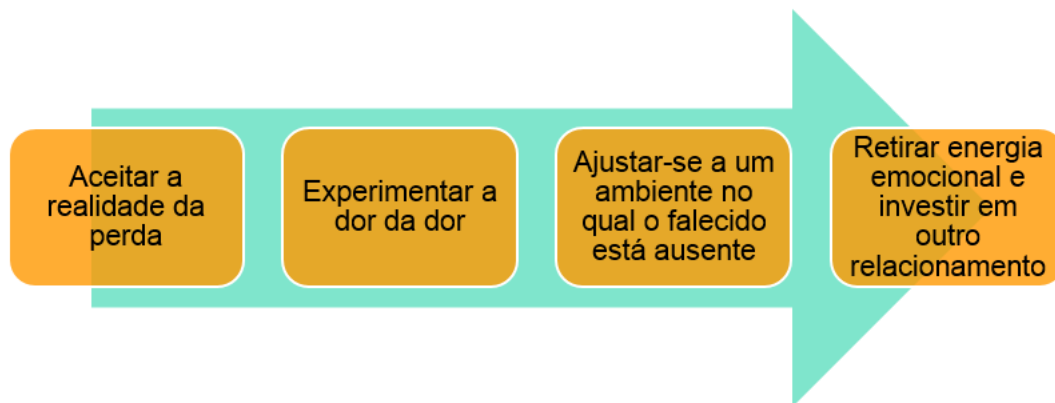 Aceitar a
realidade da
perda
Experimentar a
dor da dor
Ajustar-se a um
ambiente no
qual o falecido
está ausente
Retirar energia
emocional e
investir em
outro
relacionamento